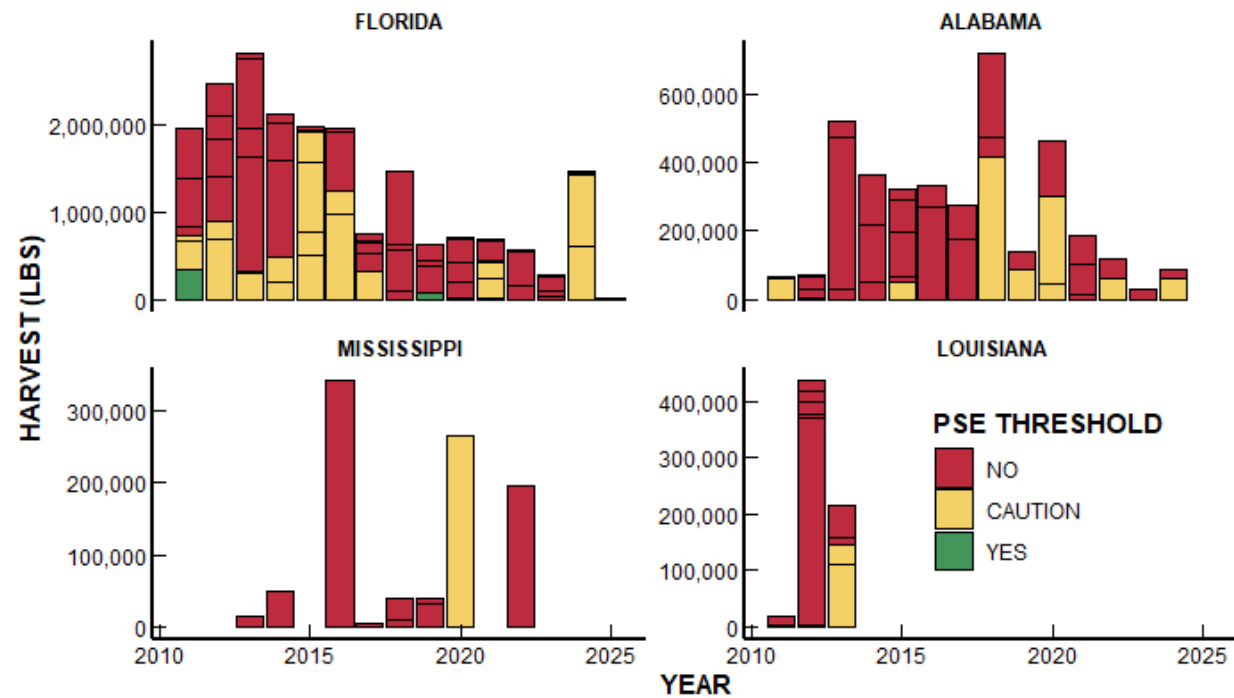 FLORIDA
ALABAMA
2,000,000
1,000,000
0
600,000
400,000
200,000
0
HARVEST (LBS)
MISSISSIPPI
LOUISIANA
300,000
200,000
100,000
0
400,000
300,000
200,000
100,000
0
PSE THRESHOLD
NO
CAUTION
YES
2010
2015
2020
2025
2010
2015
2020
2025
YEAR